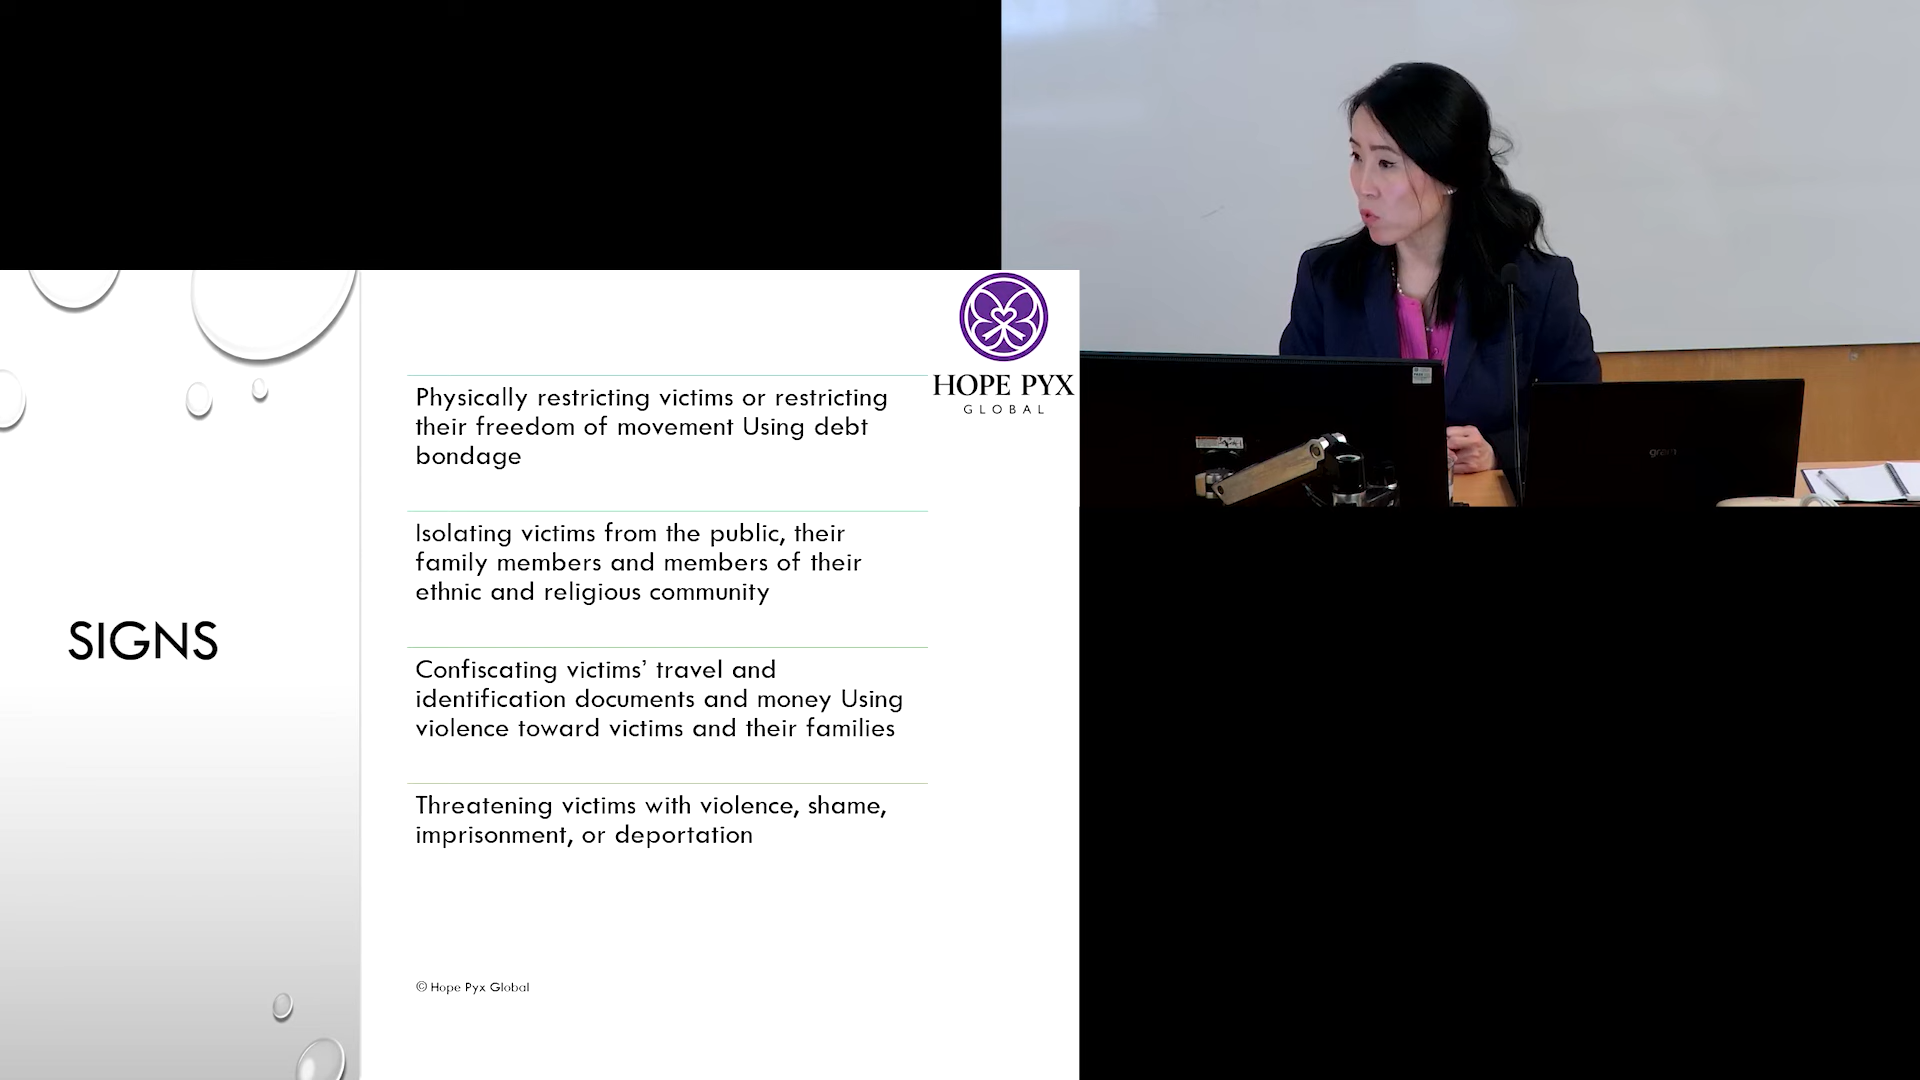 HOPE PYX
GLOBAL
SIGNS
Physically restricting victims or restricting
their freedom of movement Using debt
bondage
Isolating victims from the public, their
family members and members of their
ethnic and religious community
Confiscating victims’ travel and
identification documents and money Using
violence toward victims and their families
Threatening victims with violence, shame,
imprisonment, or deportation
© Hope Pyx Global
gram